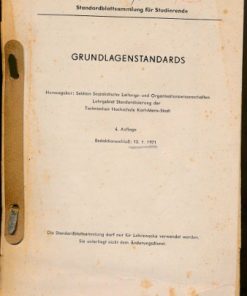 Standardblattsammlung für Studierende
GRUNDLAGENSTANDARDS
Herausgeber: Sektion Sozialistische Leitungs- und Organisationswissenschaften
Lehrgebiet Standardisierung der
Technischen Hochschule Karl-Marx-Stadt
4. Auflage
Redaktionsschluß: 10. 1. 1971
Die Standardblattsammlung darf nur für Lehrzwecke verwendet werden.
Sie unterliegt nicht dem Änderungsdienst.